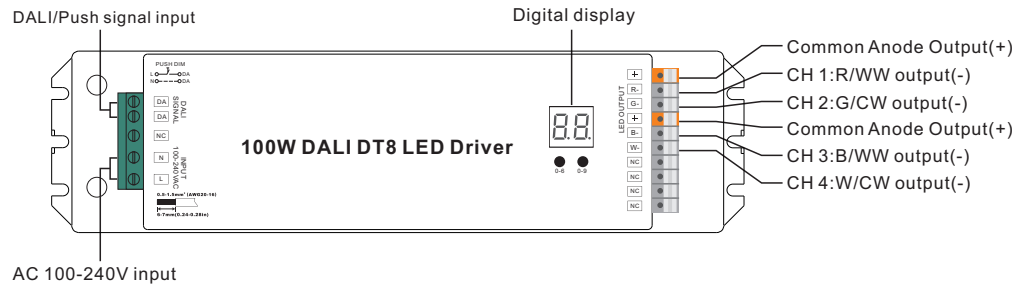 DALI/Push signal input
Digital display
PUSH DIM
L DA
N DA
DA
DA
NC
N
L
DALI
SIGNAL
INPUT
100-240VAC
0.5-1.5mm² (AWG20-16)
6-7mm(0.24-0.28in)
100W DALI DT8 LED Driver
8.8.
0-6
0-9
LED OUTPUT
+
R-
G-
+
B-
W-
NC
NC
NC
NC
Common Anode Output(+)
CH 1:R/WW output(-)
CH 2:G/CW output(-)
Common Anode Output(+)
CH 3:B/WW output(-)
CH 4:W/CW output(-)
AC 100-240V input